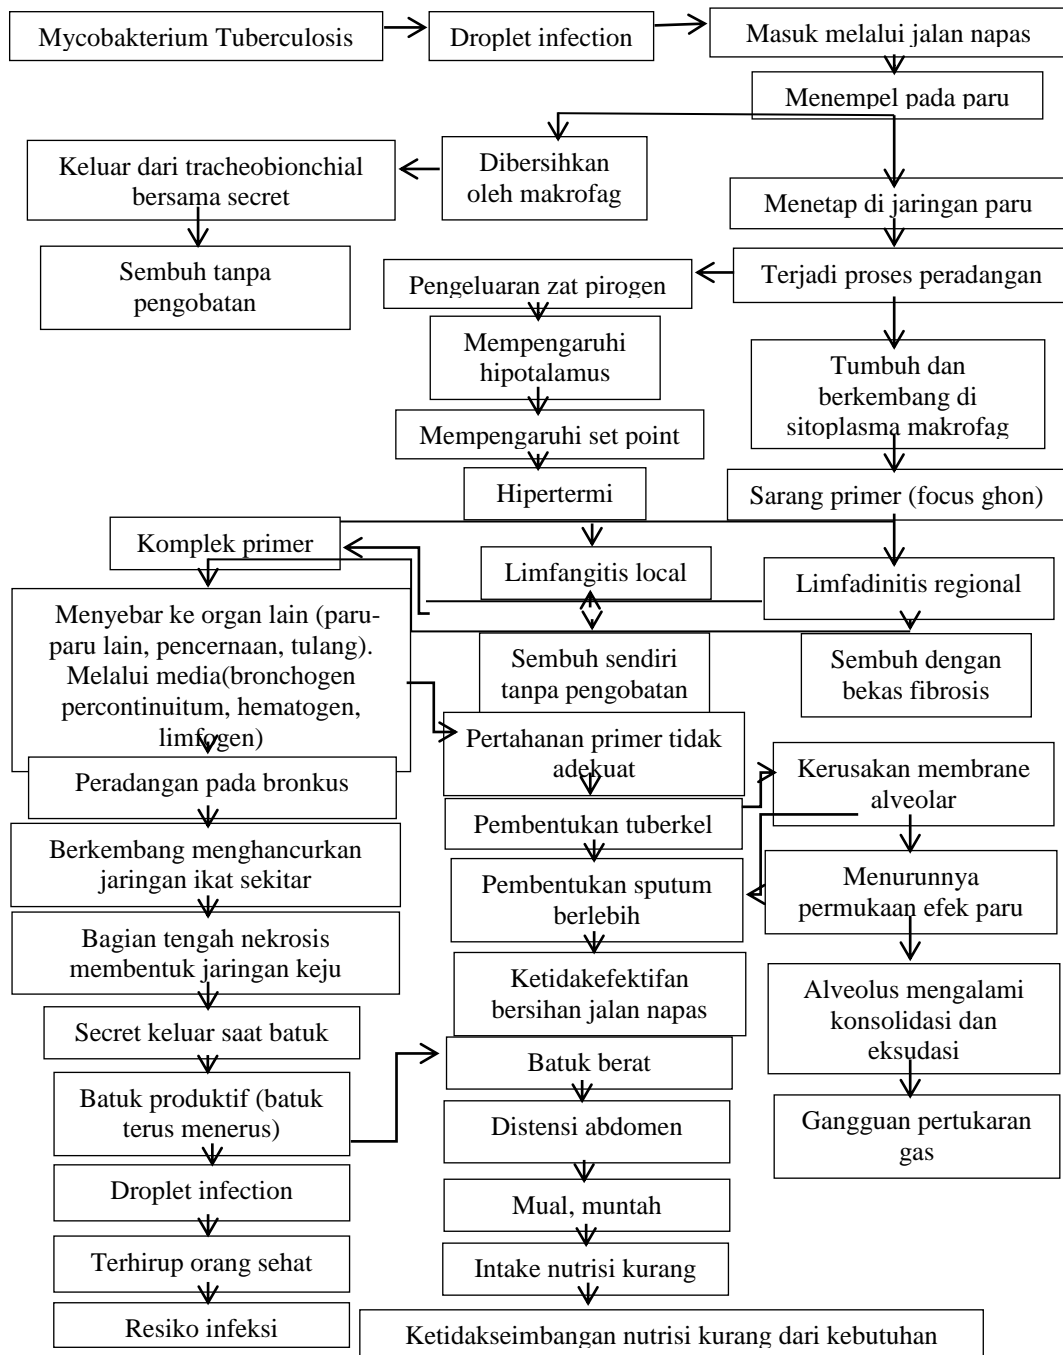 Mycobakterium Tuberculosis
Droplet infection
Masuk melalui jalan napas
Menempel pada paru
Keluar dari tracheobionchial
bersama secret
Dibersihkan
oleh makrofag
Menetap di jaringan paru
Sembuh tanpa
pengobatan
Pengeluaran zat pirogen
Terjadi proses peradangan
Mempengaruhi
hipotalamus
Tumbuh dan
berkembang di
sitoplasma makrofag
Mempengaruhi set point
Hipertermi
Sarang primer (focus ghon)
Komplek primer
Limfangitis local
Limfadinitis regional
Menyebar ke organ lain (paru-
paru lain, pencernaan, tulang).
Melalui media(bronchogen
percontinuitum, hematogen,
limfogen)
Sembuh sendiri
tanpa pengobatan
Sembuh dengan
bekas fibrosis
Pertahanan primer tidak
adekuat
Kerusakan membrane
alveolar
Peradangan pada bronkus
Pembentukan tuberkel
Berkembang menghancurkan
jaringan ikat sekitar
Pembentukan sputum
berlebih
Menurunnya
permukaan efek paru
Bagian tengah nekrosis
membentuk jaringan keju
Ketidakefektifan
bersihan jalan napas
Alveolus mengalami
konsolidasi dan
eksudasi
Secret keluar saat batuk
Batuk berat
Batuk produktif (batuk
terus menerus)
Distensi abdomen
Gangguan pertukaran
gas
Droplet infection
Mual, muntah
Terhirup orang sehat
Intake nutrisi kurang
Resiko infeksi
Ketidakseimbangan nutrisi kurang dari kebutuhan